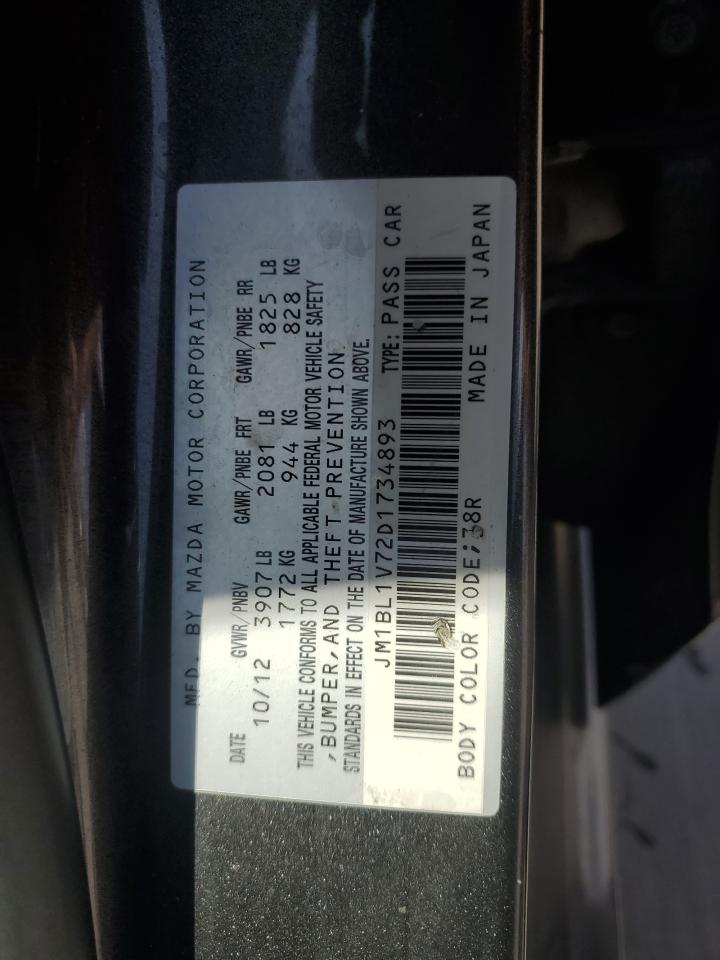 MFD. BY MAZDA MOTOR CORPORATION
DATE GVWR/PNBV GAWR/PNBE FRT GAWR/PNBE RR
10/12 3907 LB 2081 LB 1825 LB
1772 KG 944 KG 828 KG
THIS VEHICLE CONFORMS TO ALL APPLICABLE FEDERAL MOTOR VEHICLE SAFETY
,BUMPER,AND THEFT PREVENTION
STANDARDS IN EFFECT ON THE DATE OF MANUFACTURE SHOWN ABOVE.
JM1BL1V72D1734893 TYPE: PASS CAR
BODY COLOR CODE;38R MADE IN JAPAN